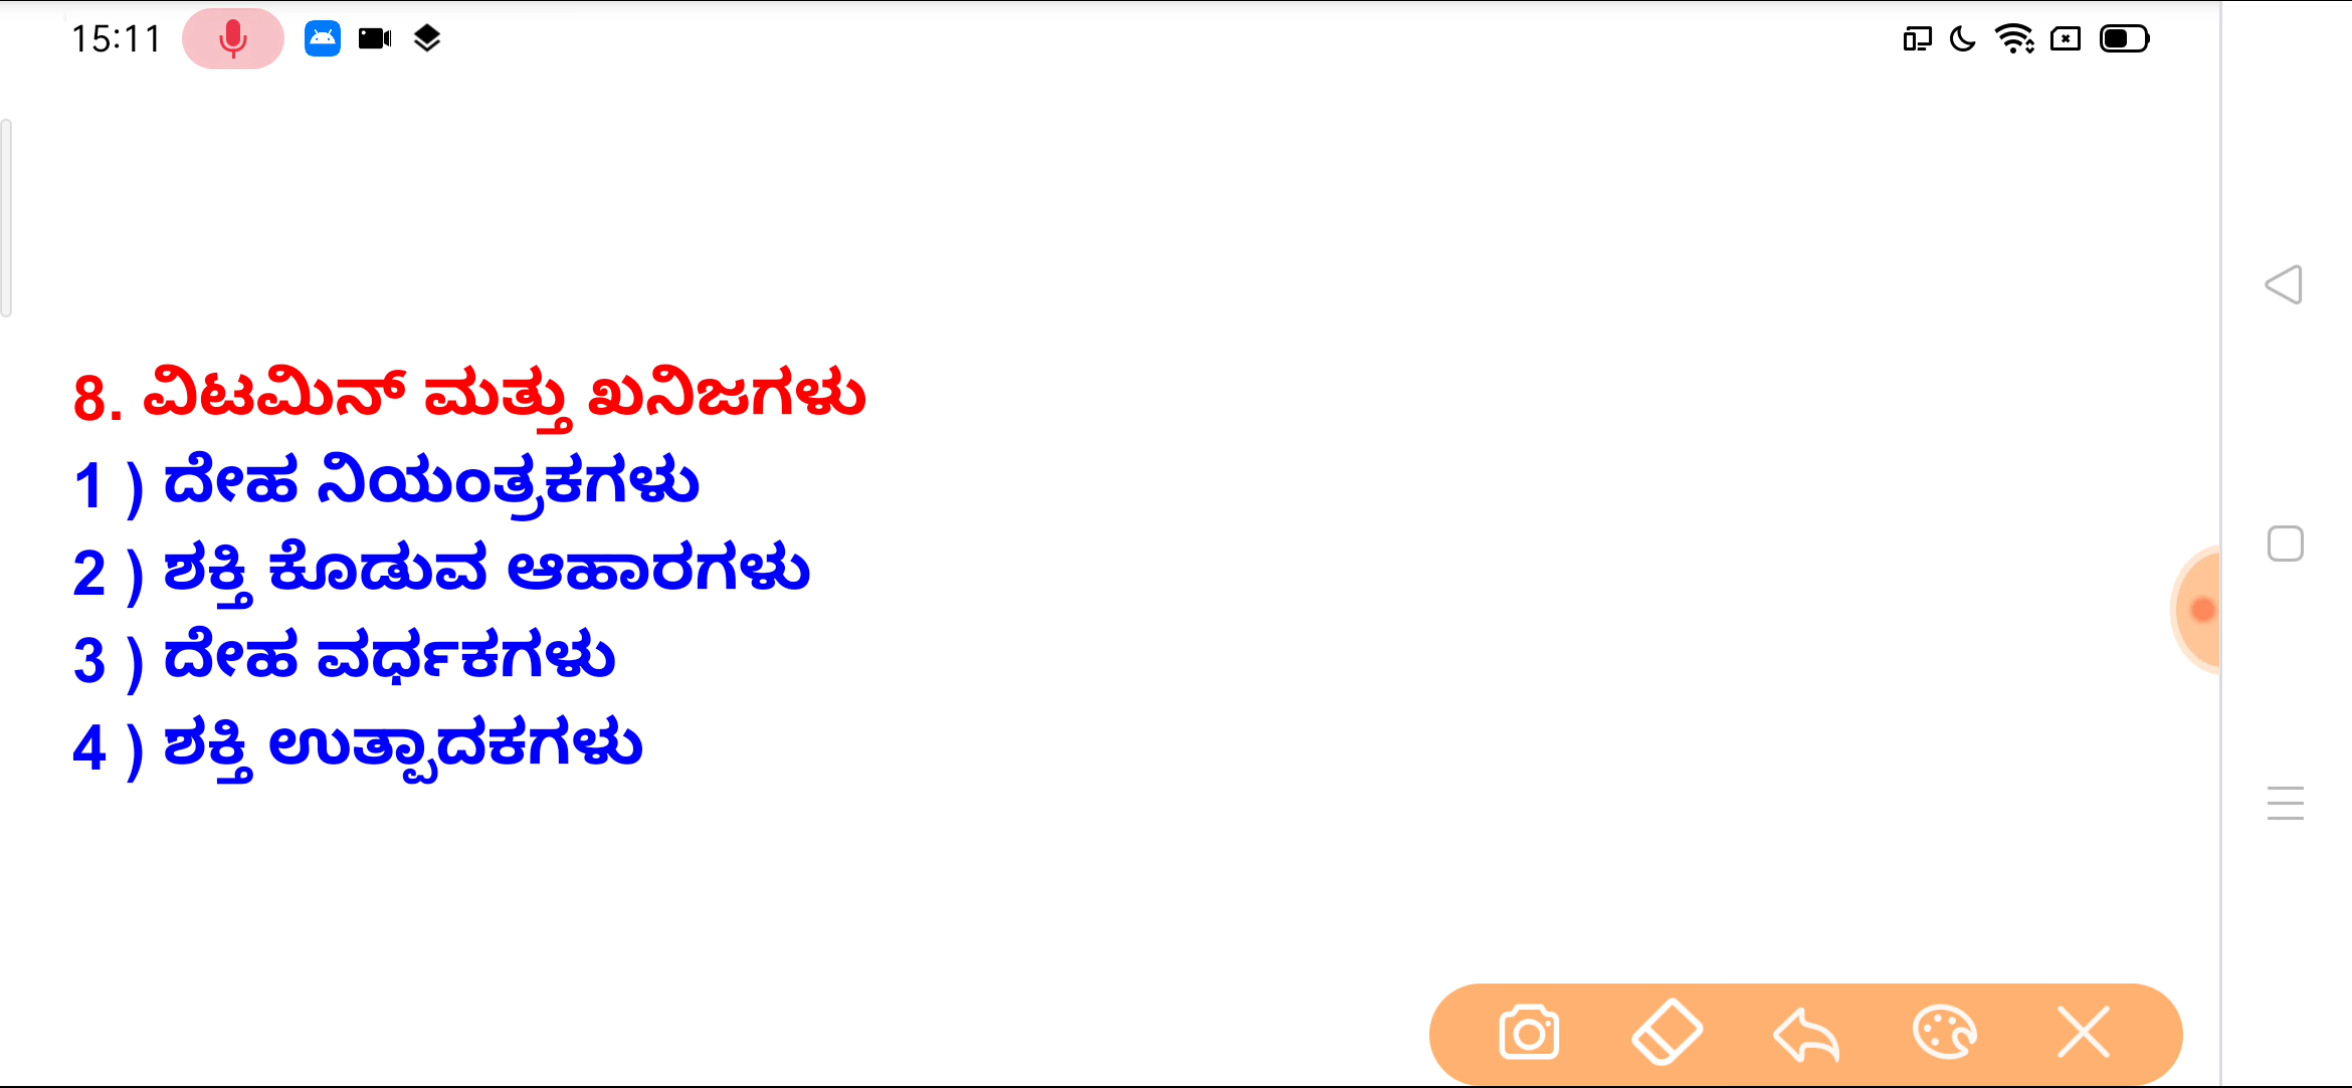 15:11
8. ವಿಟಮಿನ್ ಮತ್ತು ಖನಿಜಗಳು
1 ) ದೇಹ ನಿಯಂತ್ರಕಗಳು
2 ) ಶಕ್ತಿ ಕೊಡುವ ಆಹಾರಗಳು
3 ) ದೇಹ ವರ್ಧಕಗಳು
4 ) ಶಕ್ತಿ ಉತ್ಪಾದಕಗಳು